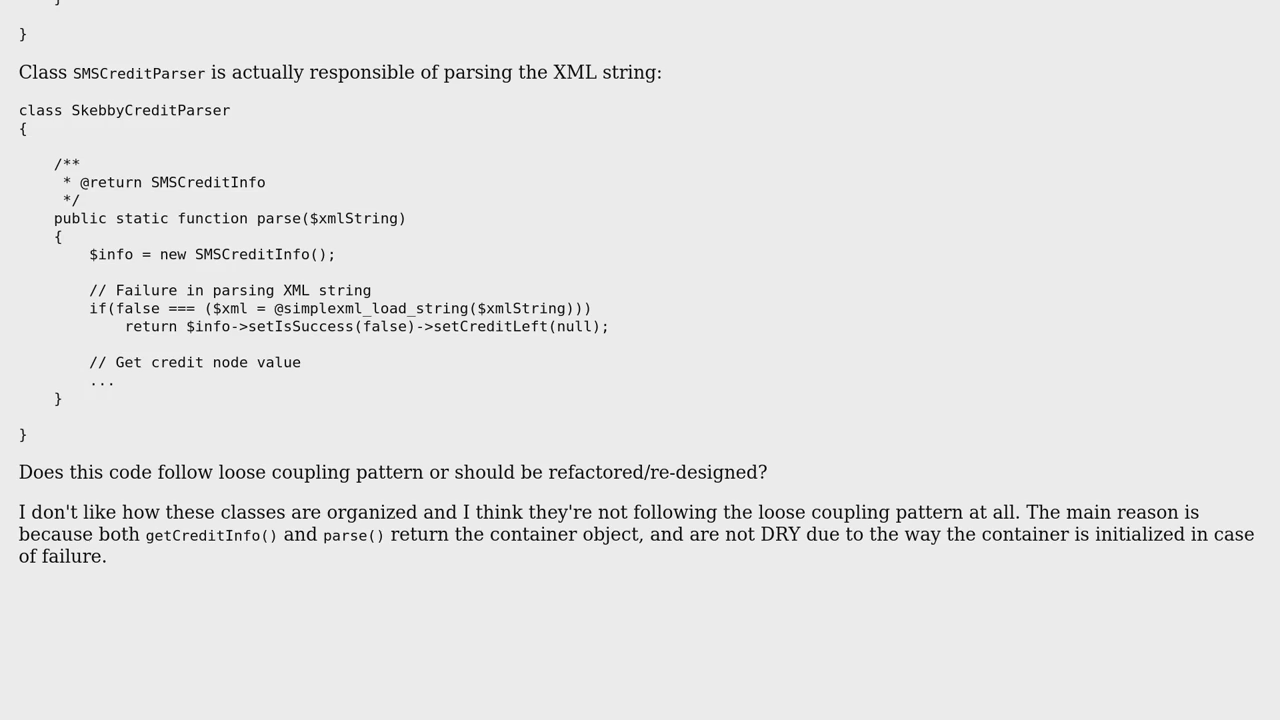 }
Class SMSCreditParser is actually responsible of parsing the XML string:
class SkebbyCreditParser
{
    /**
     * @return SMSCreditInfo
     */
    public static function parse($xmlString)
    {
        $info = new SMSCreditInfo();
        // Failure in parsing XML string
        if(false === ($xml = @simplexml_load_string($xmlString)))
            return $info->setIsSuccess(false)->setCreditLeft(null);
        // Get credit node value
        ...
    }
}
Does this code follow loose coupling pattern or should be refactored/re-designed?
I don't like how these classes are organized and I think they're not following the loose coupling pattern at all. The main reason is
because both getCreditInfo() and parse() return the container object, and are not DRY due to the way the container is initialized in case
of failure.